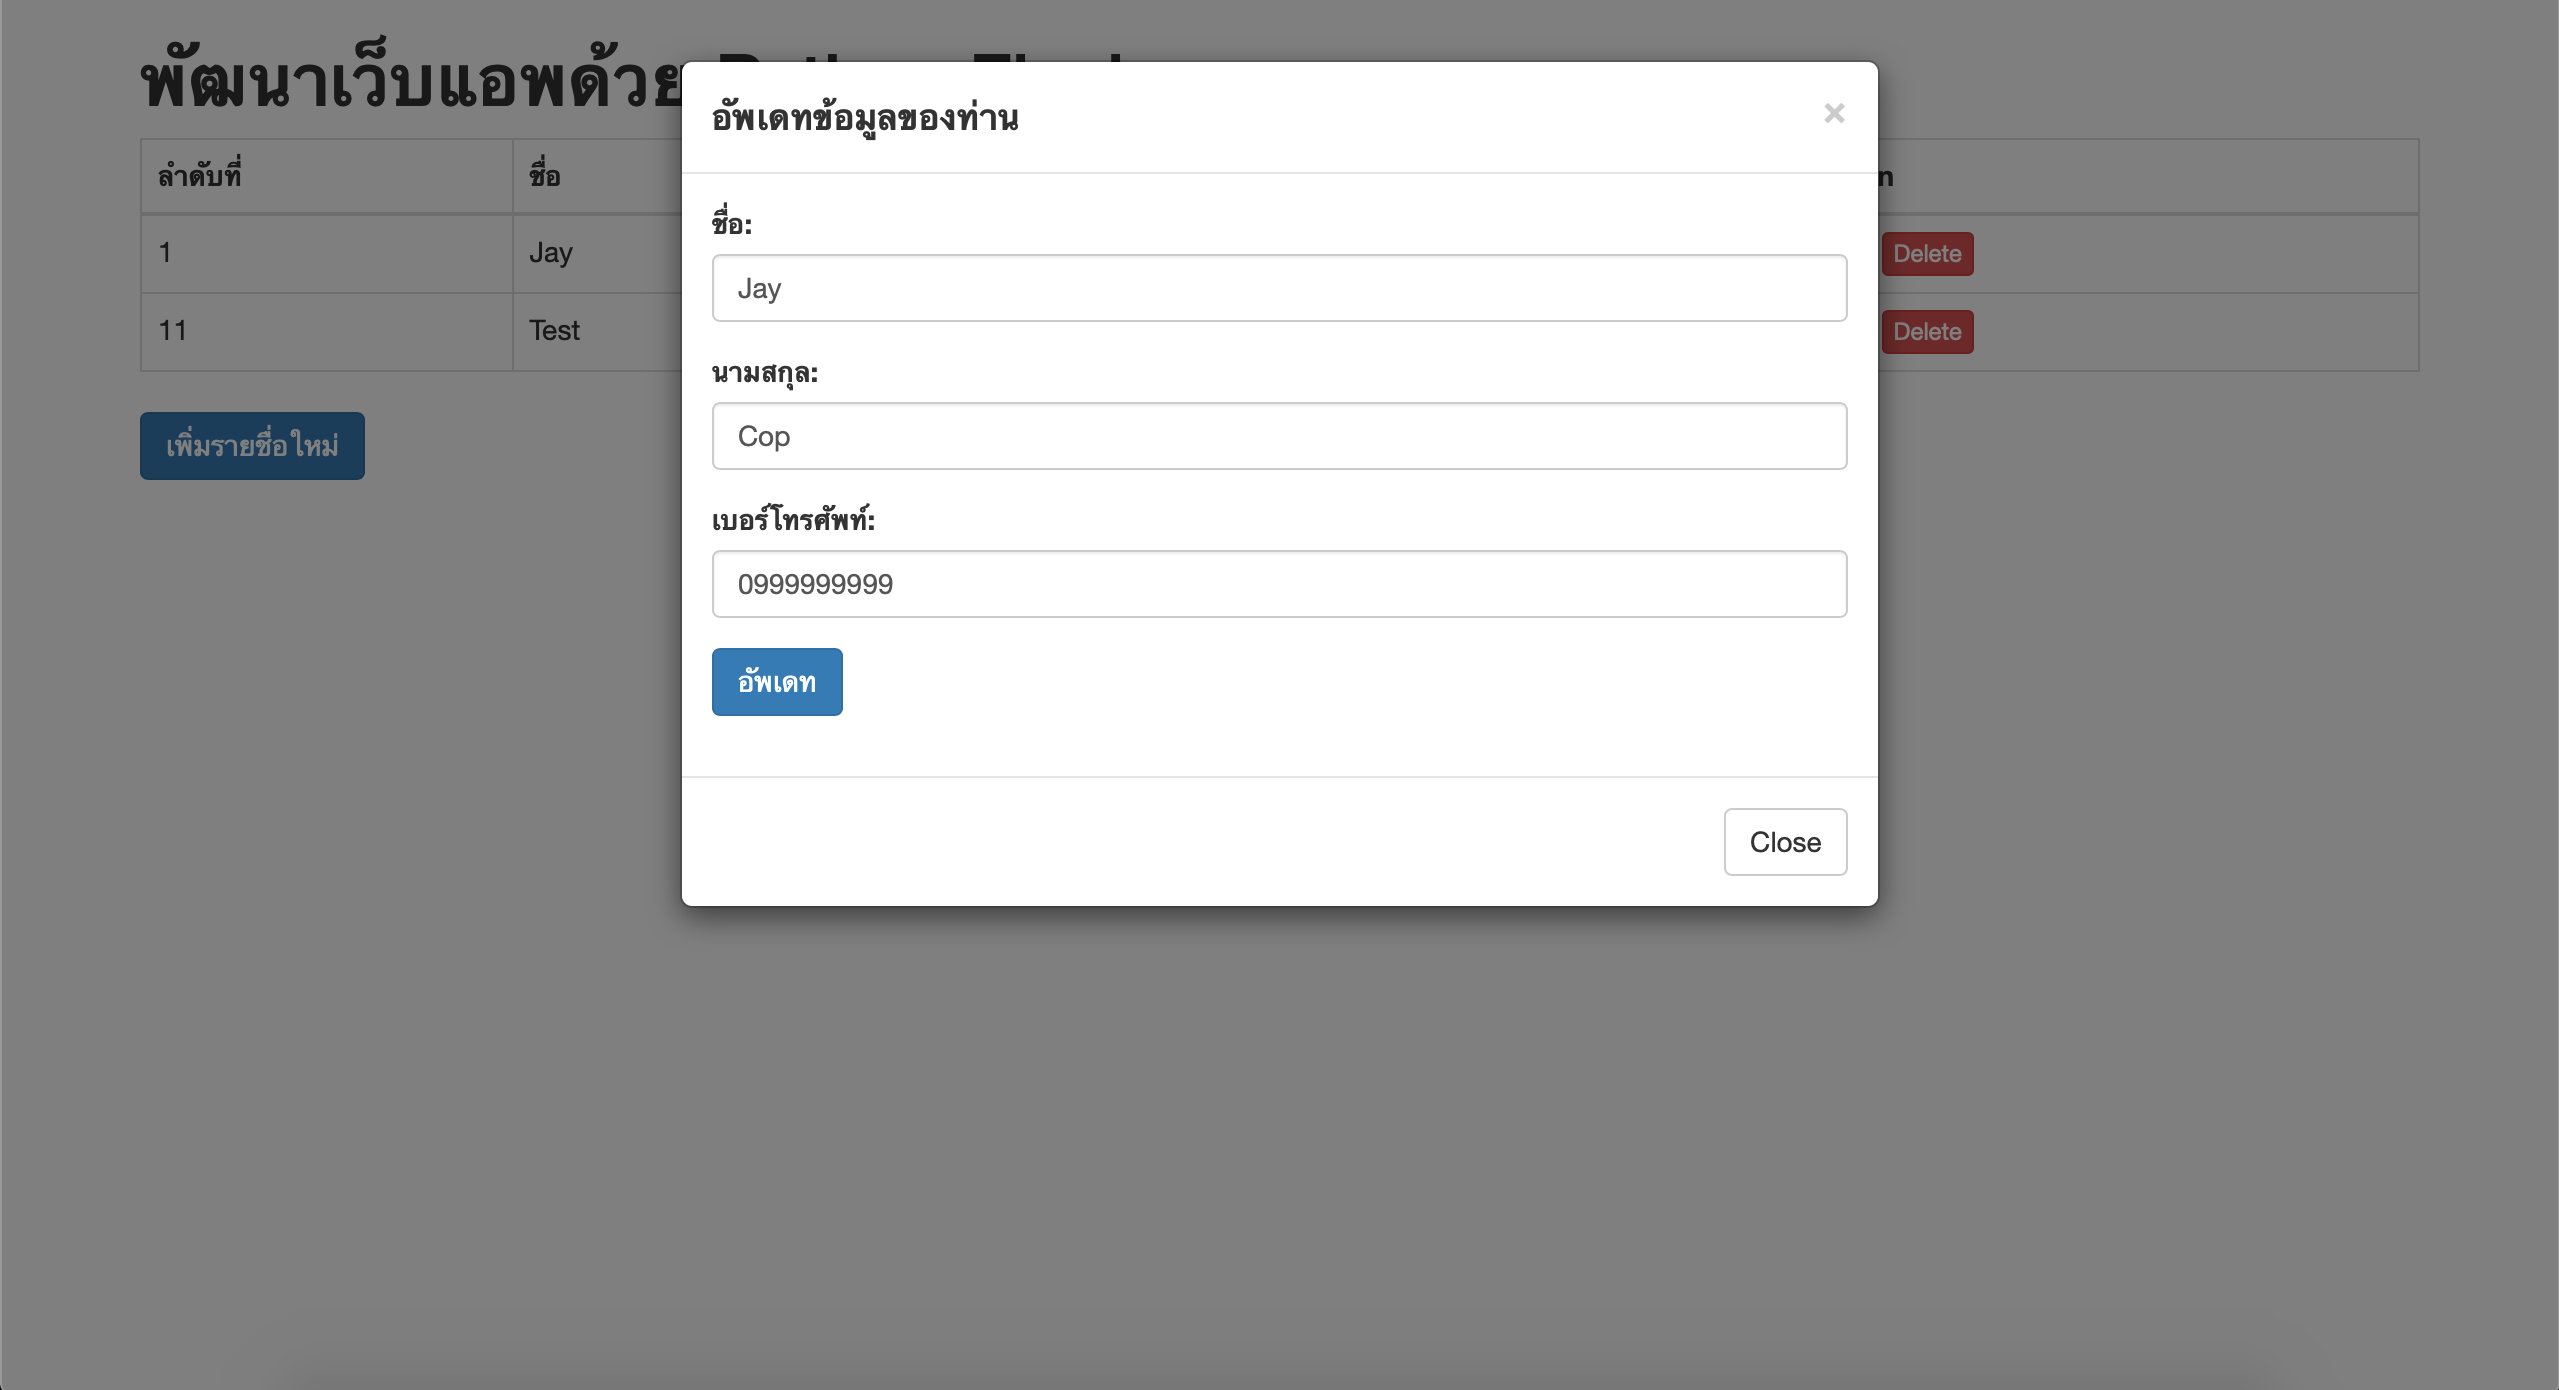 พัฒนาเว็บแอพด้วย
อัพเดทข้อมูลของท่าน
×
ลำดับที่ ชื่อ
1 Jay Delete
11 Test Delete
เพิ่มรายชื่อใหม่
ชื่อ:
Jay
นามสกุล:
Cop
เบอร์โทรศัพท์:
0999999999
อัพเดท
Close